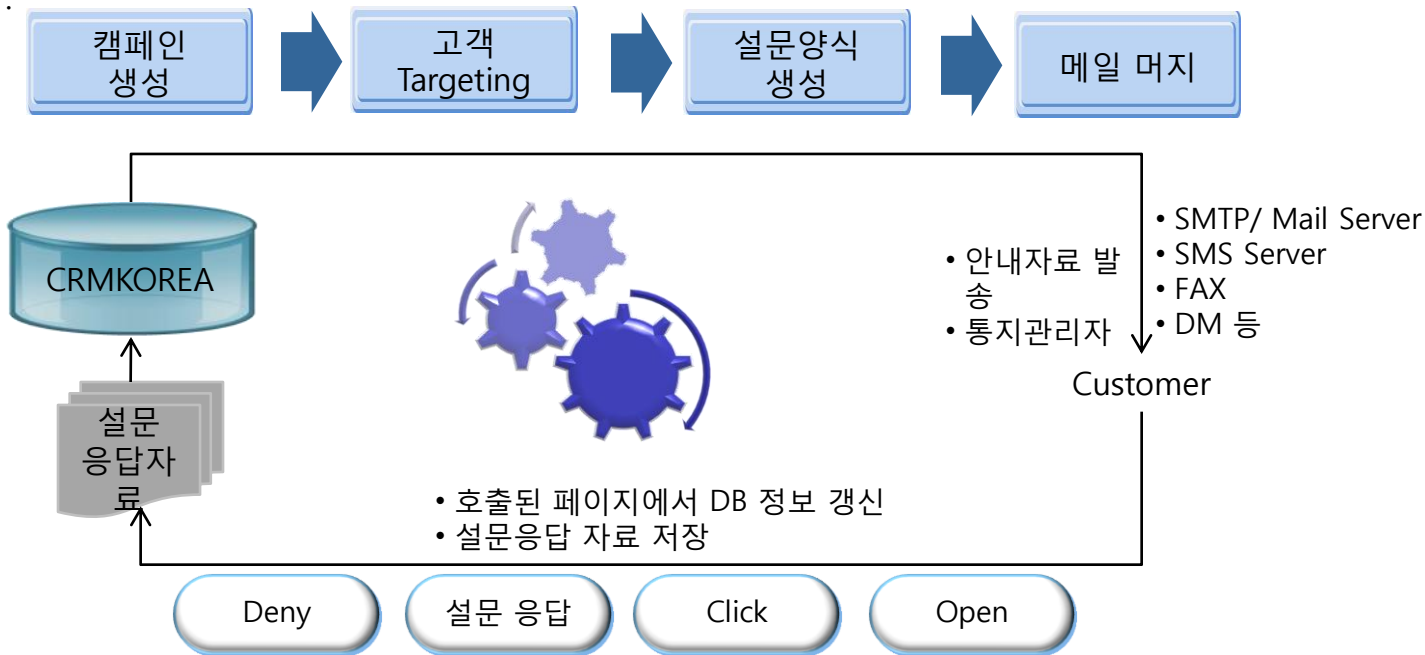 .
캠페인
생성
고객
Targeting
설문양식
생성
메일 머지
CRMKOREA
• SMTP/ Mail Server
• SMS Server
• FAX
• DM 등
• 안내자료 발
송
• 통지관리자
Customer
설문
응답자
료
• 호출된 페이지에서 DB 정보 갱신
• 설문응답 자료 저장
Deny
설문 응답
Click
Open